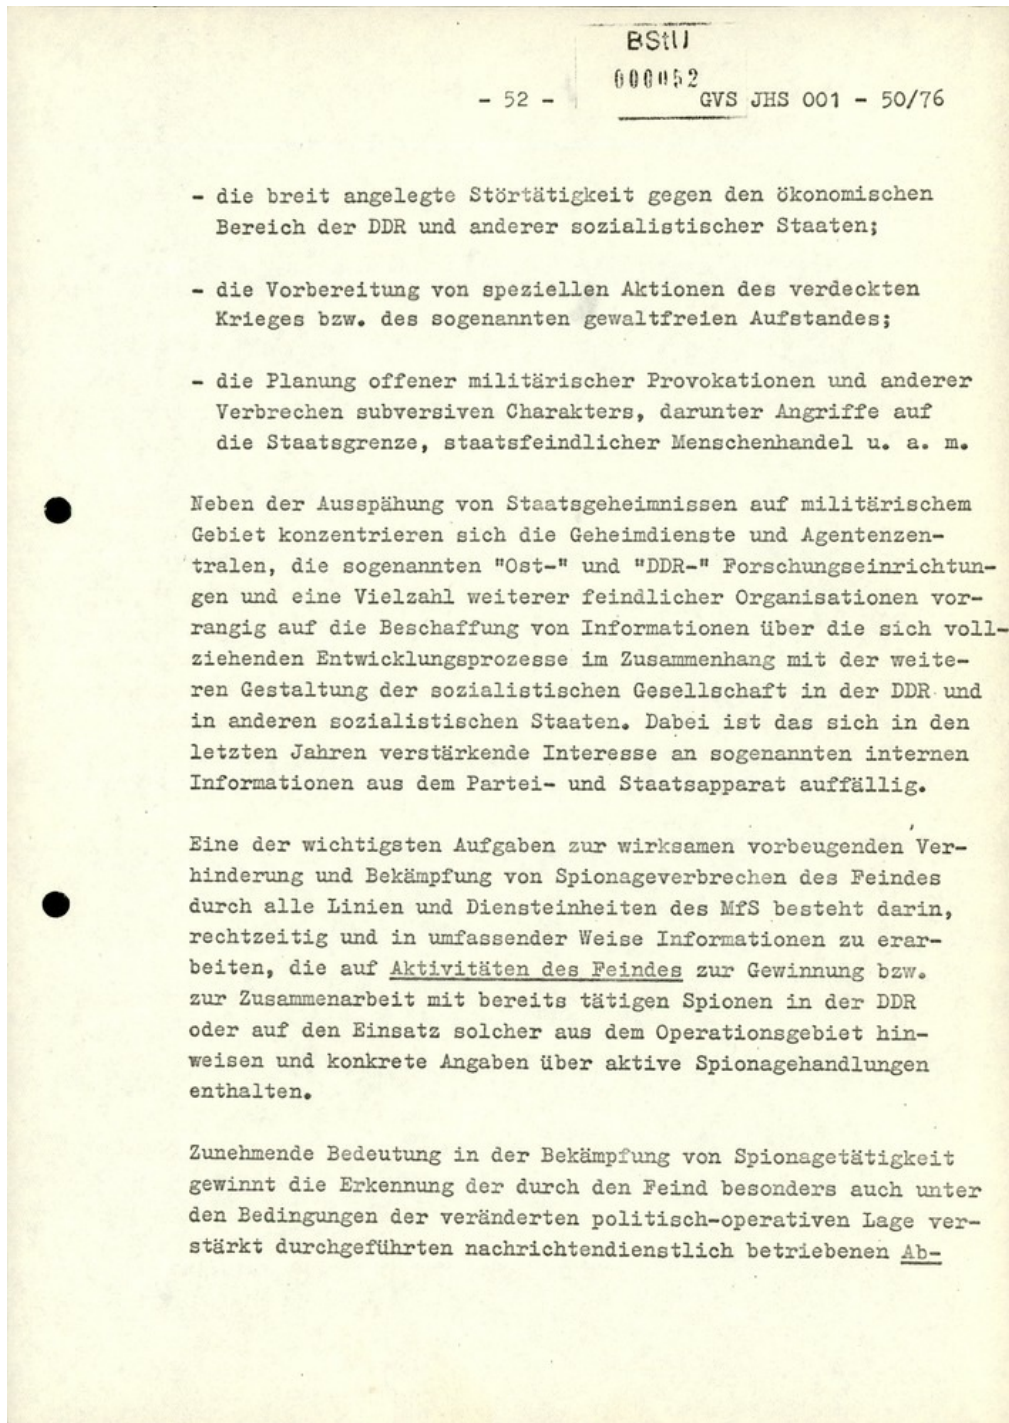 BStU
000052
- 52 -
GVS JHS 001 - 50/76
- die breit angelegte Störtätigkeit gegen den ökonomischen
Bereich der DDR und anderer sozialistischer Staaten;
- die Vorbereitung von speziellen Aktionen des verdeckten
Krieges bzw. des sogenannten gewaltfreien Aufstandes;
- die Planung offener militärischer Provokationen und anderer
Verbrechen subversiven Charakters, darunter Angriffe auf
die Staatsgrenze, staatsfeindlicher Menschenhandel u. a. m.
Neben der Ausspähung von Staatsgeheimnissen auf militärischem
Gebiet konzentrieren sich die Geheimdienste und Agentenzen-
tralen, die sogenannten "Ost-" und "DDR-" Forschungseinrichtun-
gen und eine Vielzahl weiterer feindlicher Organisationen vor-
rangig auf die Beschaffung von Informationen über die sich voll-
ziehenden Entwicklungsprozesse im Zusammenhang mit der weite-
ren Gestaltung der sozialistischen Gesellschaft in der DDR und
in anderen sozialistischen Staaten. Dabei ist das sich in den
letzten Jahren verstärkende Interesse an sogenannten internen
Informationen aus dem Partei- und Staatsapparat auffällig.
Eine der wichtigsten Aufgaben zur wirksamen vorbeugenden Ver-
hinderung und Bekämpfung von Spionageverbrechen des Feindes
durch alle Linien und Diensteinheiten des MfS besteht darin,
rechtzeitig und in umfassender Weise Informationen zu erar-
beiten, die auf Aktivitäten des Feindes zur Gewinnung bzw.
zur Zusammenarbeit mit bereits tätigen Spionen in der DDR
oder auf den Einsatz solcher aus dem Operationsgebiet hin-
weisen und konkrete Angaben über aktive Spionagehandlungen
enthalten.
Zunehmende Bedeutung in der Bekämpfung von Spionagetätigkeit
gewinnt die Erkennung der durch den Feind besonders auch unter
den Bedingungen der veränderten politisch-operativen Lage ver-
stärkt durchgeführten nachrichtendienstlich betriebenen Ab-